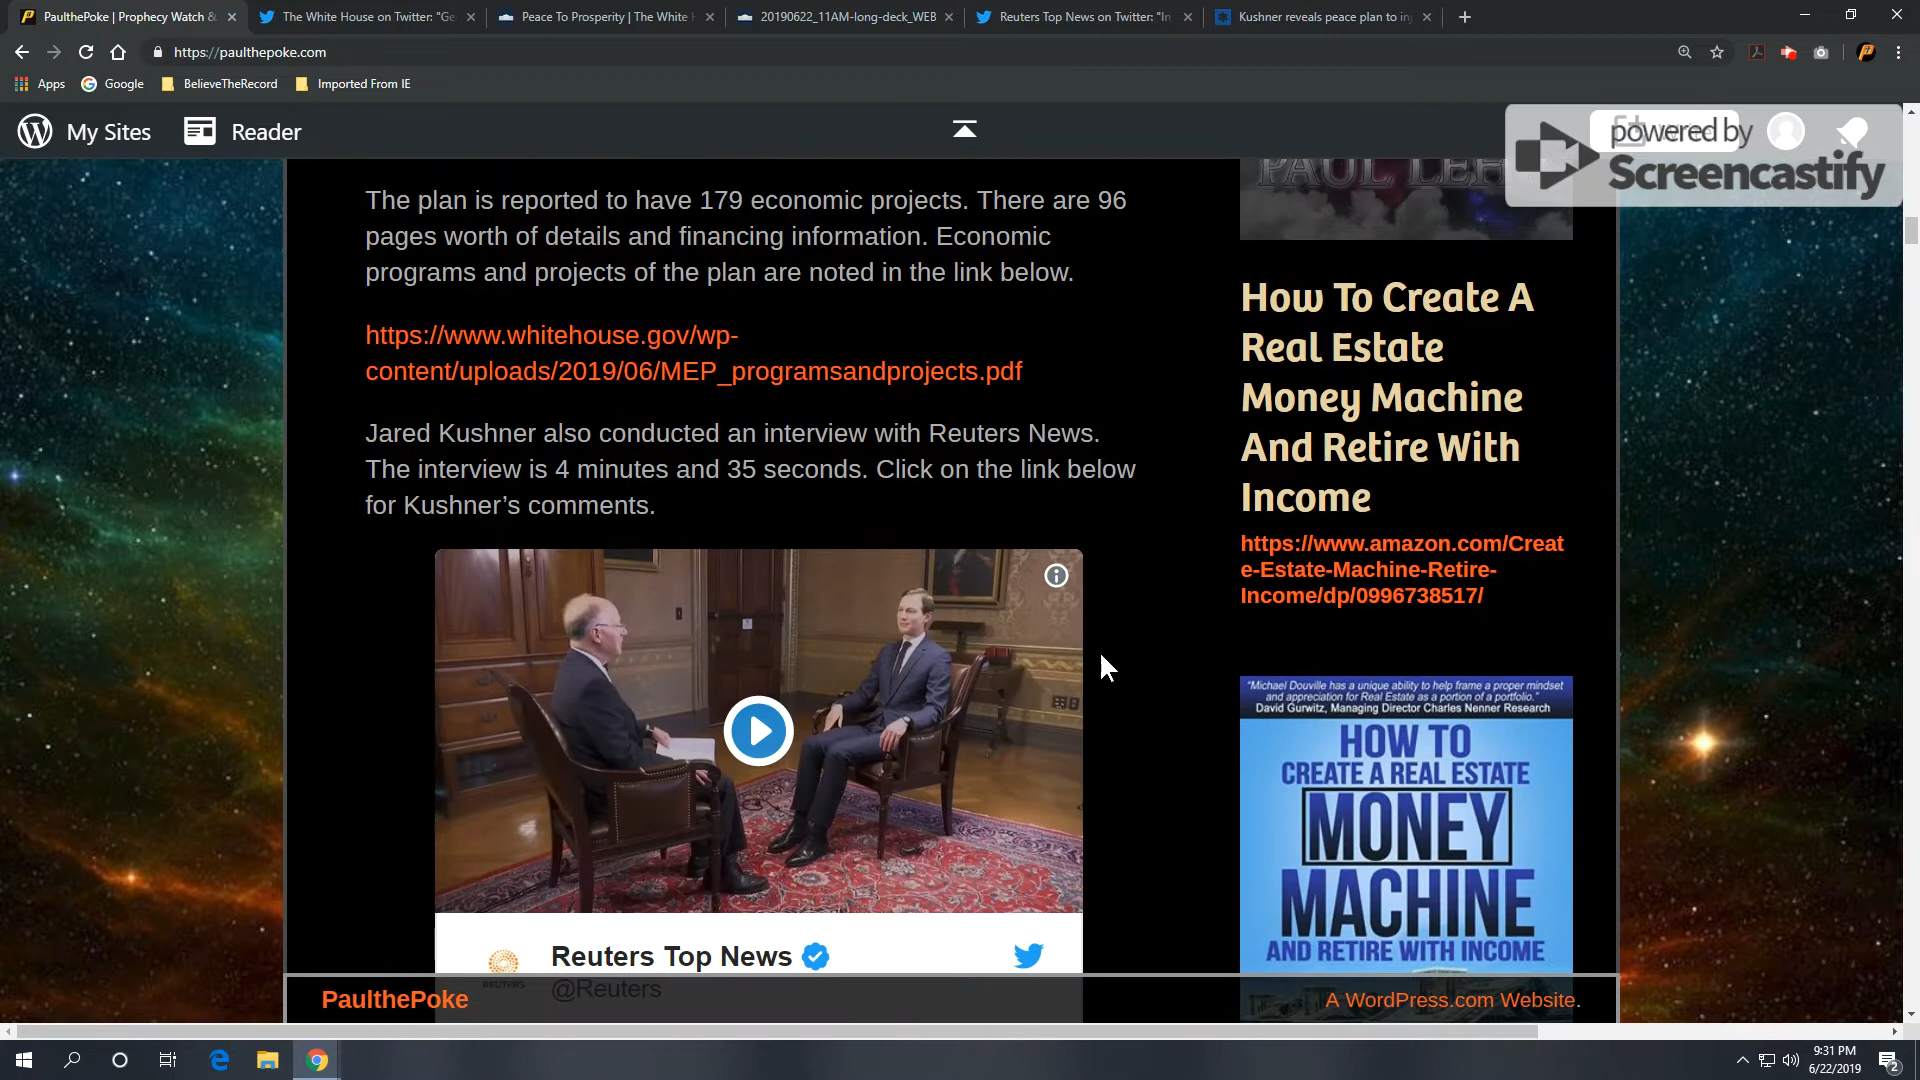 PaulthePoke | Prophecy Watch &
The White House on Twitter: "Ge
Peace To Prosperity | The White
20190622_11AM-long-deck_WEB
Reuters Top News on Twitter: "In
Kushner reveals peace plan to inj
https://paulthepoke.com
Apps
Google
BelieveTheRecord
Imported From IE
My Sites
Reader
powered by
Screencastify
The plan is reported to have 179 economic projects. There are 96
pages worth of details and financing information. Economic
programs and projects of the plan are noted in the link below.
https://www.whitehouse.gov/wp-
content/uploads/2019/06/MEP_programsandprojects.pdf
Jared Kushner also conducted an interview with Reuters News.
The interview is 4 minutes and 35 seconds. Click on the link below
for Kushner’s comments.
Reuters Top News
@Reuters
REUTERS
How To Create A
Real Estate
Money Machine
And Retire With
Income
https://www.amazon.com/Creat
e-Estate-Machine-Retire-
Income/dp/0996738517/
"Michael Douville has a unique ability to help frame a proper mindset
and appreciation for Real Estate as a portion of a portfolio."
David Gurwitz, Managing Director Charles Nenner Research
HOW TO
CREATE A REAL ESTATE
MONEY
MACHINE
AND RETIRE WITH INCOME
PaulthePoke
A WordPress.com Website.
9:31 PM
6/22/2019
2